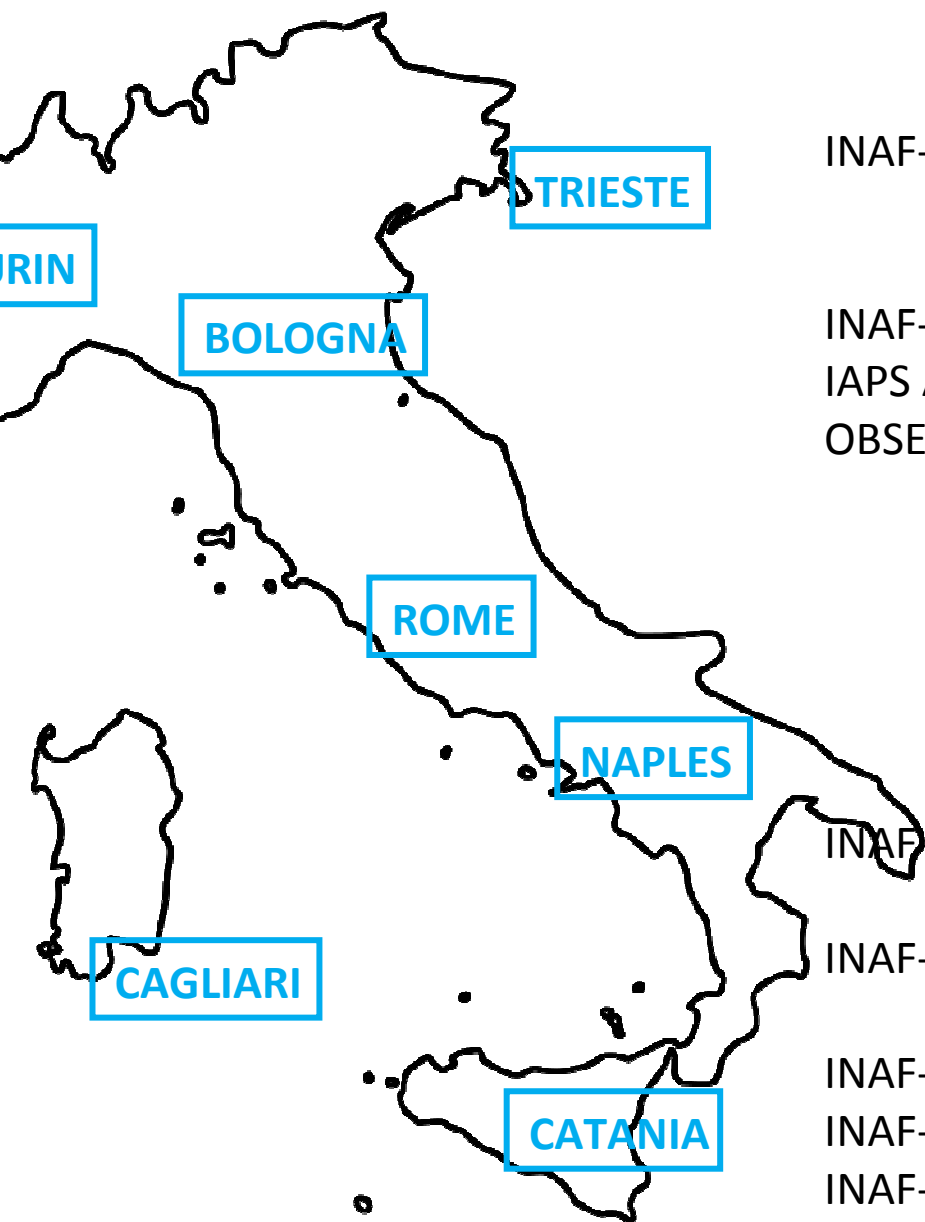 INAF-
TRIESTE
URIN
INAF-
BOLOGNA
IAPS
OBSE
ROME
NAPLES
INAF
INAF-
CAGLIARI
INAF-
CATANIA
INAF-
INAF-